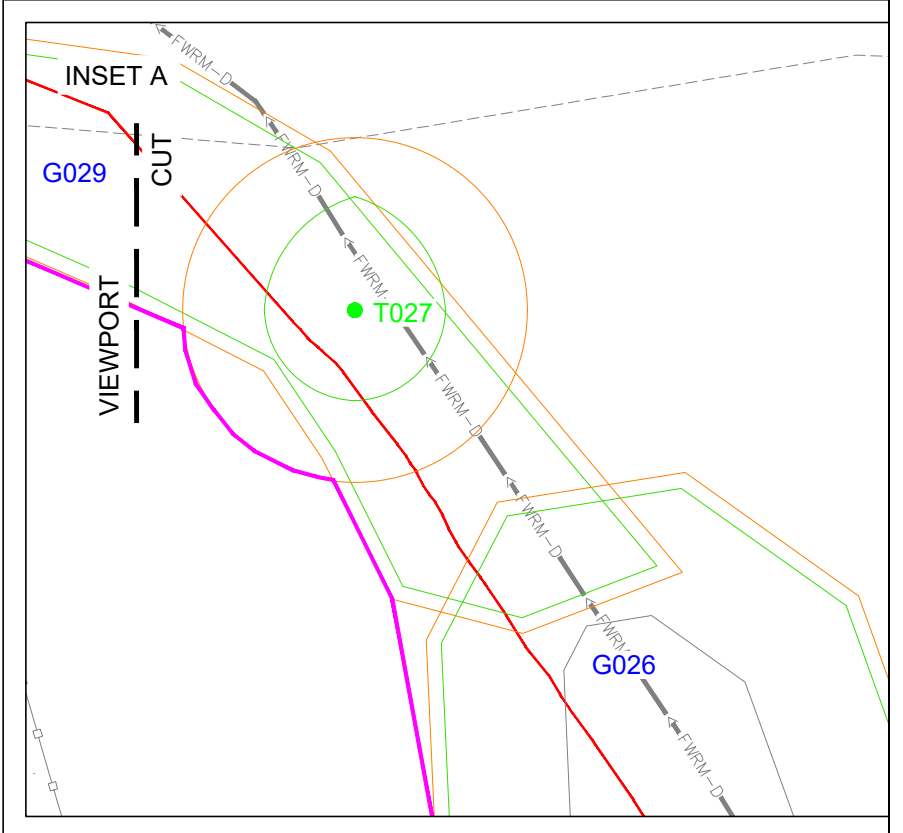 FWRM-D
INSET A
FWRM-D
CUT
G029
FWRM-
VIEWPORT
T027
FWRM-D
FWRM-D
FWRM-
G026
FWRM-D